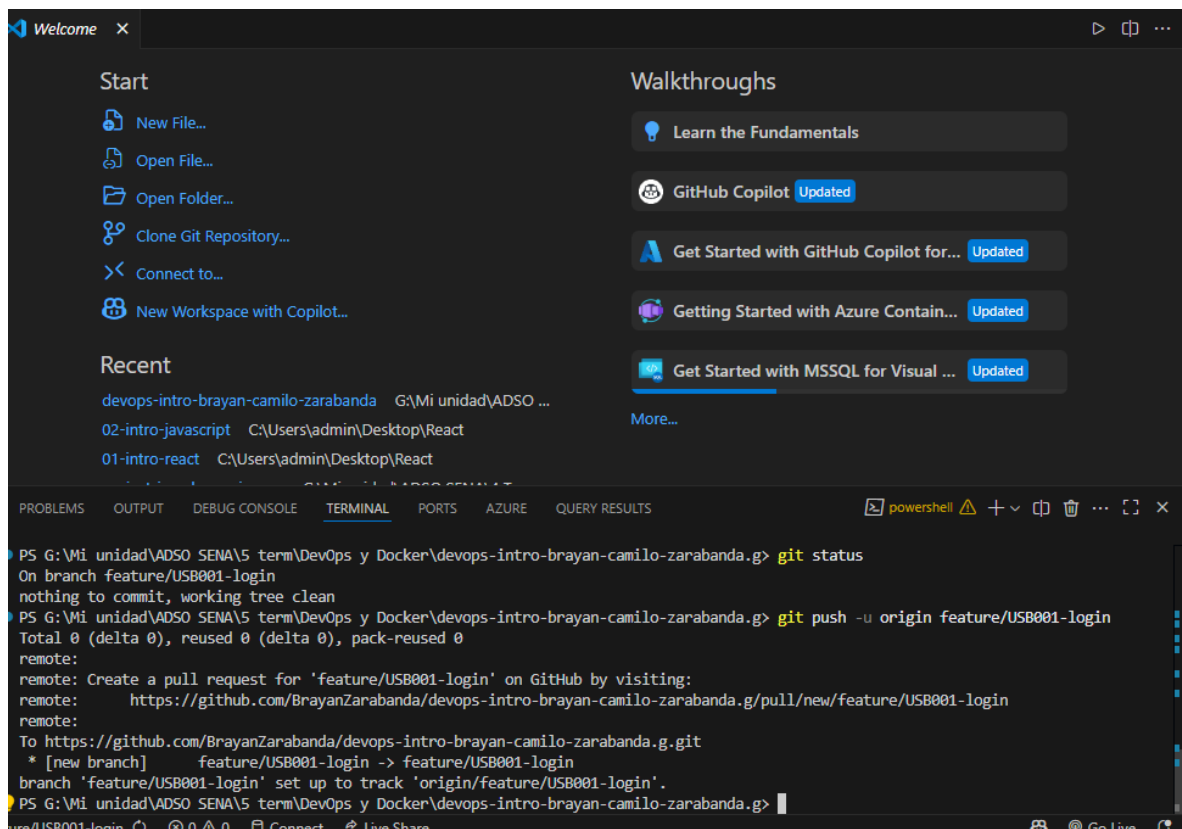 Welcome
Start
New File...
Open File...
Open Folder...
Clone Git Repository...
Connect to...
New Workspace with Copilot...
Recent
devops-intro-brayan-camilo-zarabanda G:\Mi unidad\ADSO ...
02-intro-javascript C:\Users\admin\Desktop\React
01-intro-react C:\Users\admin\Desktop\React
Walkthroughs
Learn the Fundamentals
GitHub Copilot Updated
Get Started with GitHub Copilot for... Updated
Getting Started with Azure Contain... Updated
Get Started with MSSQL for Visual ... Updated
More...
PROBLEMS OUTPUT DEBUG CONSOLE TERMINAL PORTS AZURE QUERY RESULTS powershell
PS G:\Mi unidad\ADSO SENA\5 term\DevOps y Docker\devops-intro-brayan-camilo-zarabanda.g> git status
On branch feature/USB001-login
nothing to commit, working tree clean
PS G:\Mi unidad\ADSO SENA\5 term\DevOps y Docker\devops-intro-brayan-camilo-zarabanda.g> git push -u origin feature/USB001-login
Total 0 (delta 0), reused 0 (delta 0), pack-reused 0
remote:
remote: Create a pull request for 'feature/USB001-login' on GitHub by visiting:
remote:      https://github.com/BrayanZarabanda/devops-intro-brayan-camilo-zarabanda.g/pull/new/feature/USB001-login
remote:
To https://github.com/BrayanZarabanda/devops-intro-brayan-camilo-zarabanda.g.git
 * [new branch]      feature/USB001-login -> feature/USB001-login
branch 'feature/USB001-login' set up to track 'origin/feature/USB001-login'.
PS G:\Mi unidad\ADSO SENA\5 term\DevOps y Docker\devops-intro-brayan-camilo-zarabanda.g>
ure/USB001-login 0 0 Connect Live Share Go Live